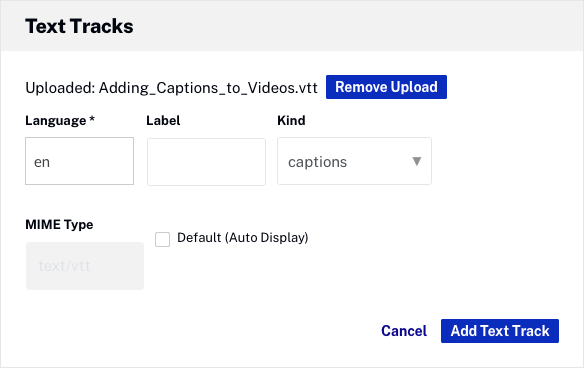 Text Tracks
Uploaded: Adding_Captions_to_Videos.vtt Remove Upload
Language * Label Kind
en captions
MIME Type
Default (Auto Display)
text/vtt
Cancel Add Text Track